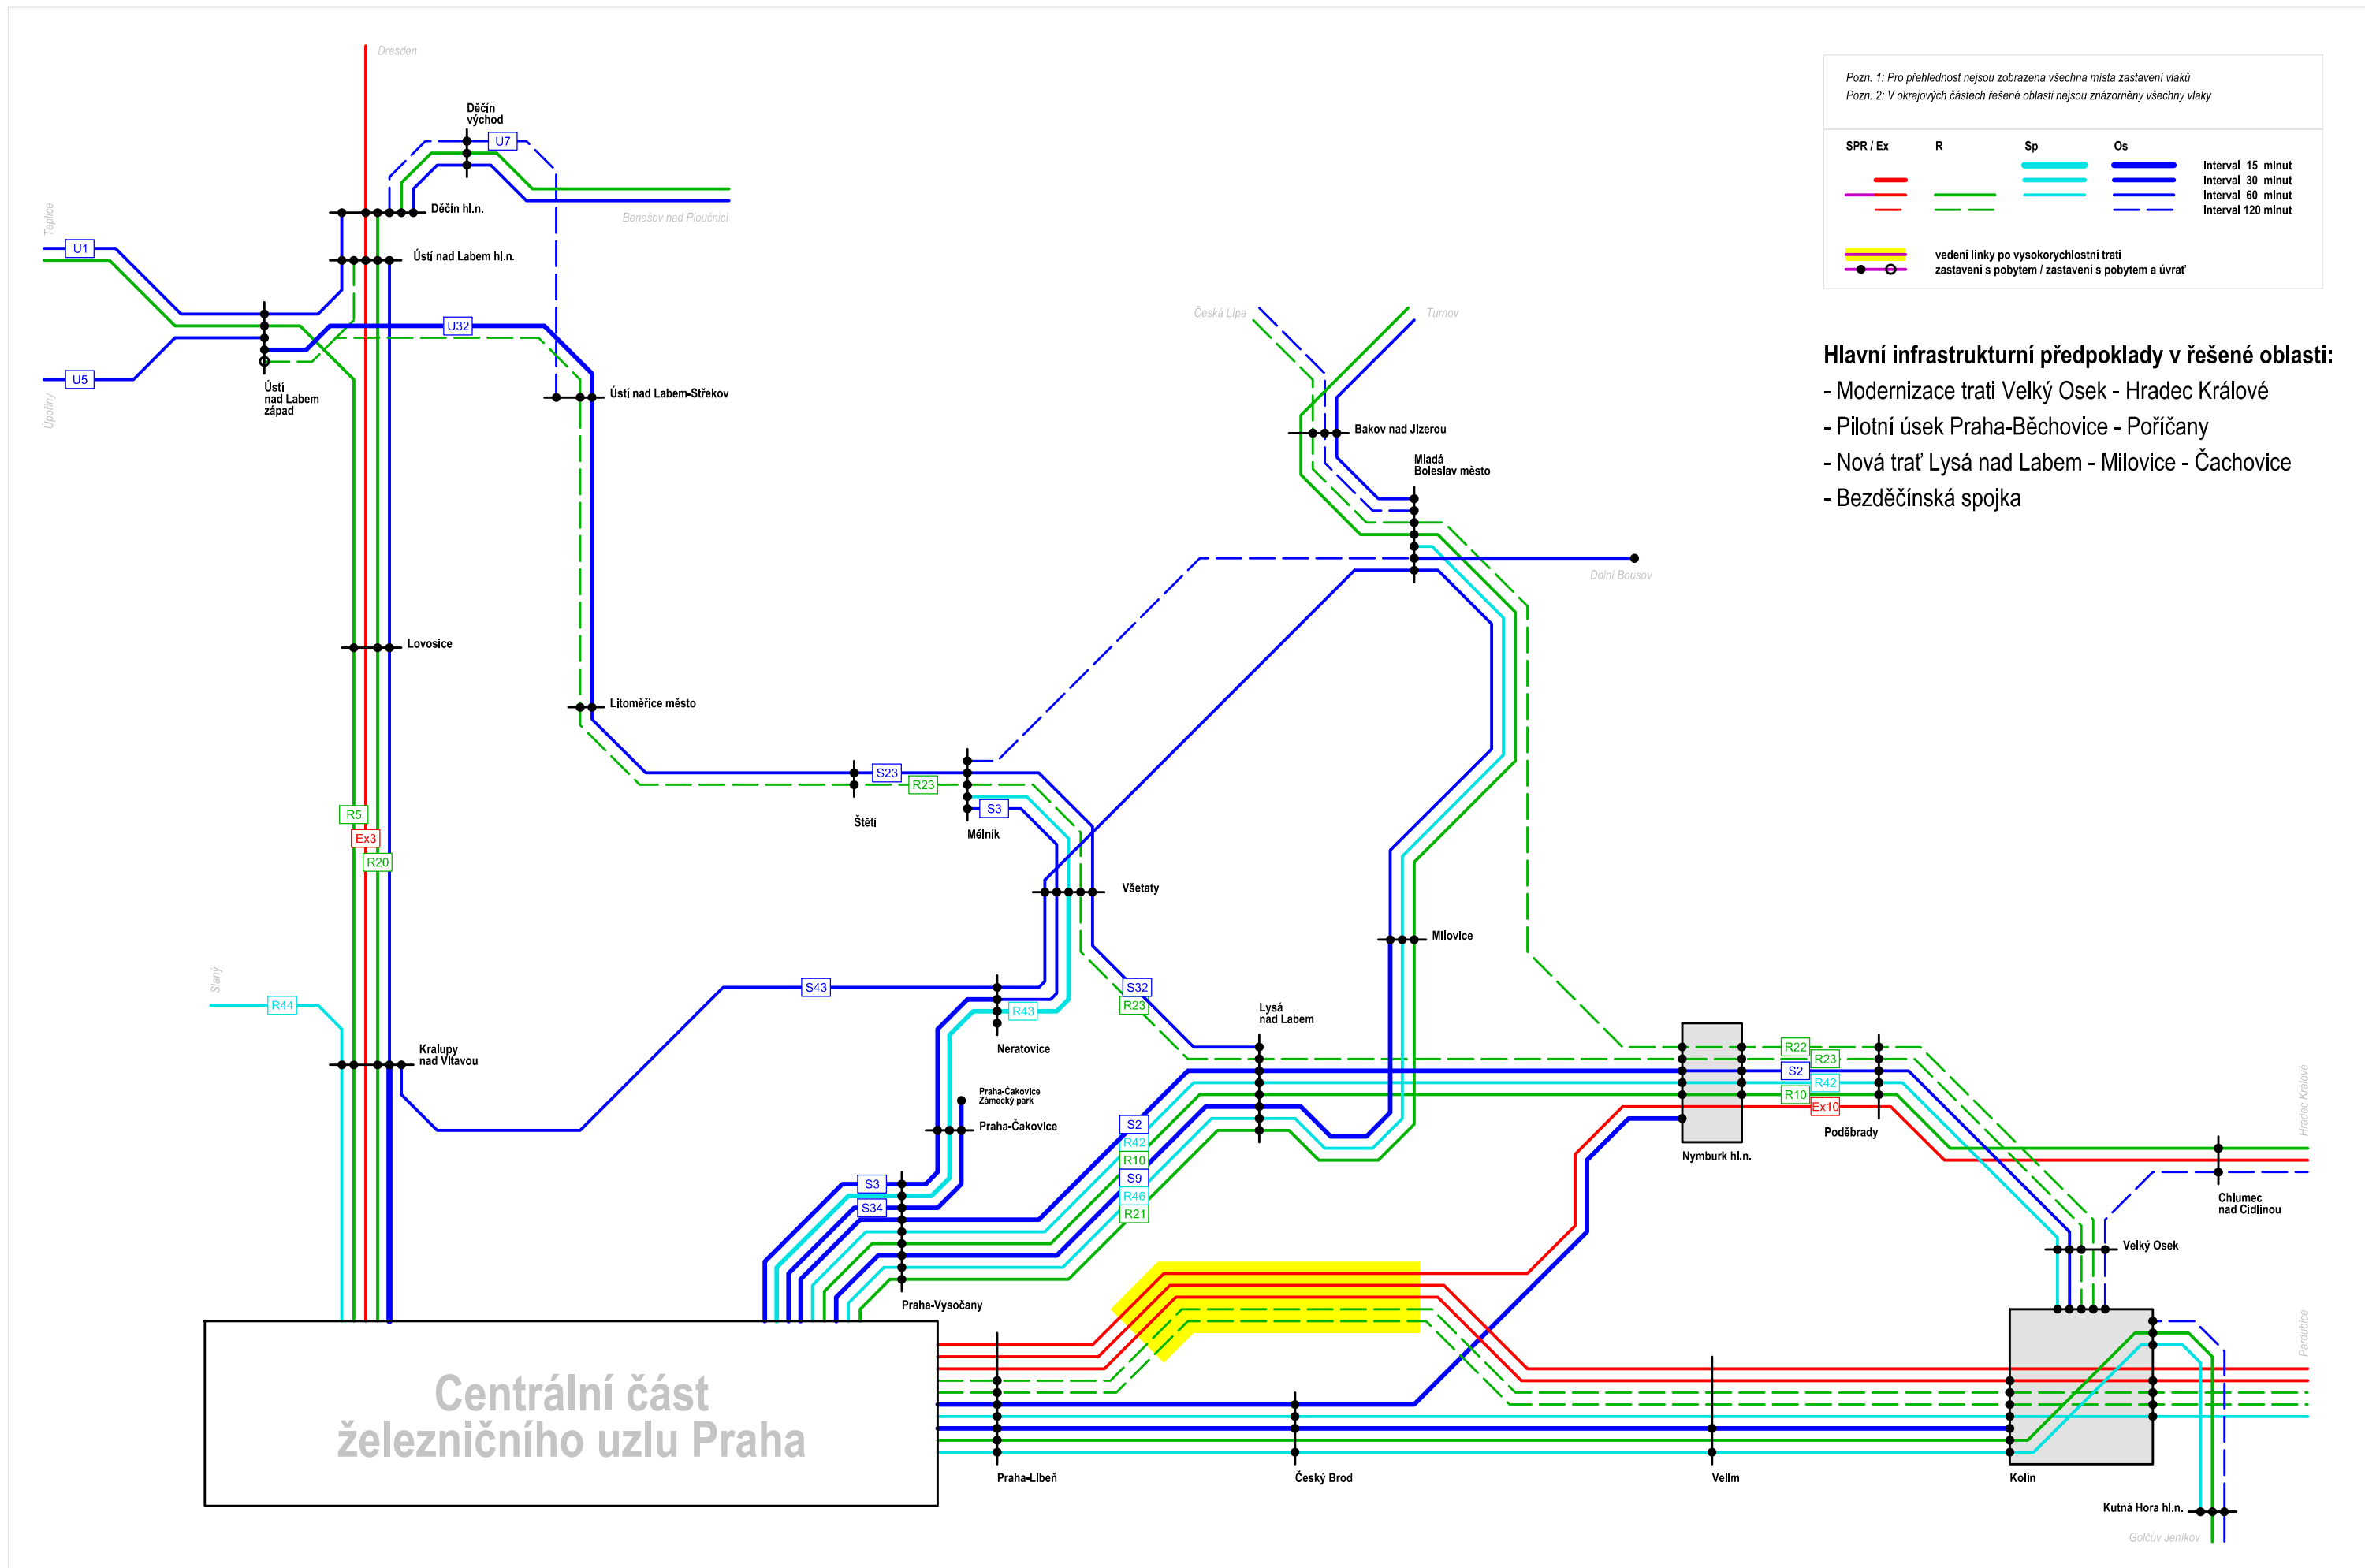 Dresden
Děčín
východ
U7
Teplice
Děčín hl.n.
Benešov nad Ploučnicí
U1
Ústí nad Labem hl.n.
U32
U5
Úpořiny
Ústí
nad Labem
západ
Ústí nad Labem-Střekov
Česká Lípa
Turnov
Bakov nad Jizerou
Mladá
Boleslav město
Dolní Bousov
Pozn. 1: Pro přehlednost nejsou zobrazena všechna místa zastavení vlaků
Pozn. 2: V okrajových částech řešené oblasti nejsou znázorněny všechny vlaky
SPR / Ex R Sp Os
interval 15 minut
interval 30 minut
interval 60 minut
interval 120 minut
vedení linky po vysokorychlostní trati
zastavení s pobytem / zastavení s pobytem a úvrať
Hlavní infrastrukturní předpoklady v řešené oblasti:
- Modernizace trati Velký Osek - Hradec Králové
- Pilotní úsek Praha-Běchovice - Poříčany
- Nová trať Lysá nad Labem - Milovice - Čachovice
- Bezděčínská spojka
Lovosice
Litoměřice město
S23
R23
S3
Štětí
Mělník
R5
Ex3
R20
Všetaty
Milovice
Slaný
R44
S43
R43
S32
R23
Neratovice
Lysá
nad Labem
Kralupy
nad Vltavou
Praha-Čakovice
Zámecký park
Praha-Čakovice
S2
R42
R10
S9
R46
R21
S3
S34
Praha-Vysočany
R22
R23
S2
R42
R10
Ex10
Nymburk hl.n.
Poděbrady
Hradec Králové
Chlumec
nad Cidlinou
Velký Osek
Pardubice
Centrální část
železničního uzlu Praha
Praha-Libeň
Český Brod
Velim
Kolín
Kutná Hora hl.n.
Golčův Jeníkov